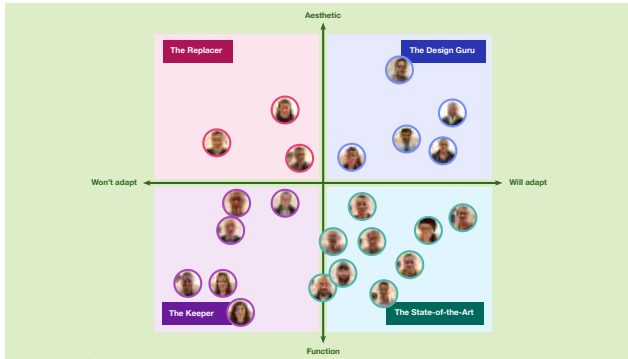 Aesthetic
The Replacer
The Design Guru
Won't adapt
Will adapt
The Keeper
The State-of-the-Art
Function